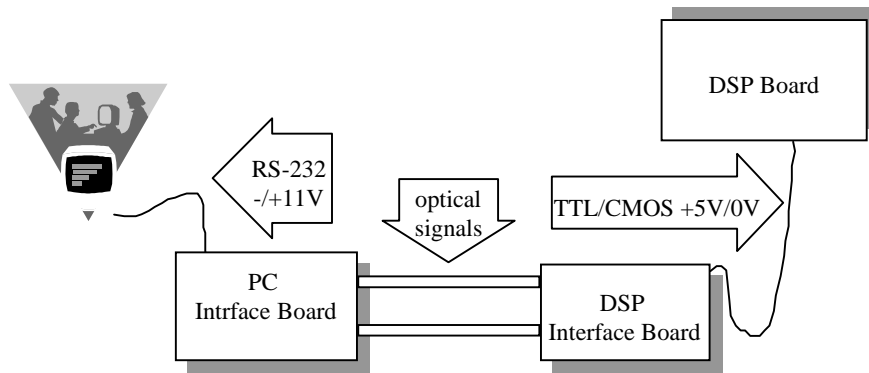 DSP Board
RS-232
-/+11V
optical
signals
TTL/CMOS +5V/0V
PC
Intrface Board
DSP
Interface Board